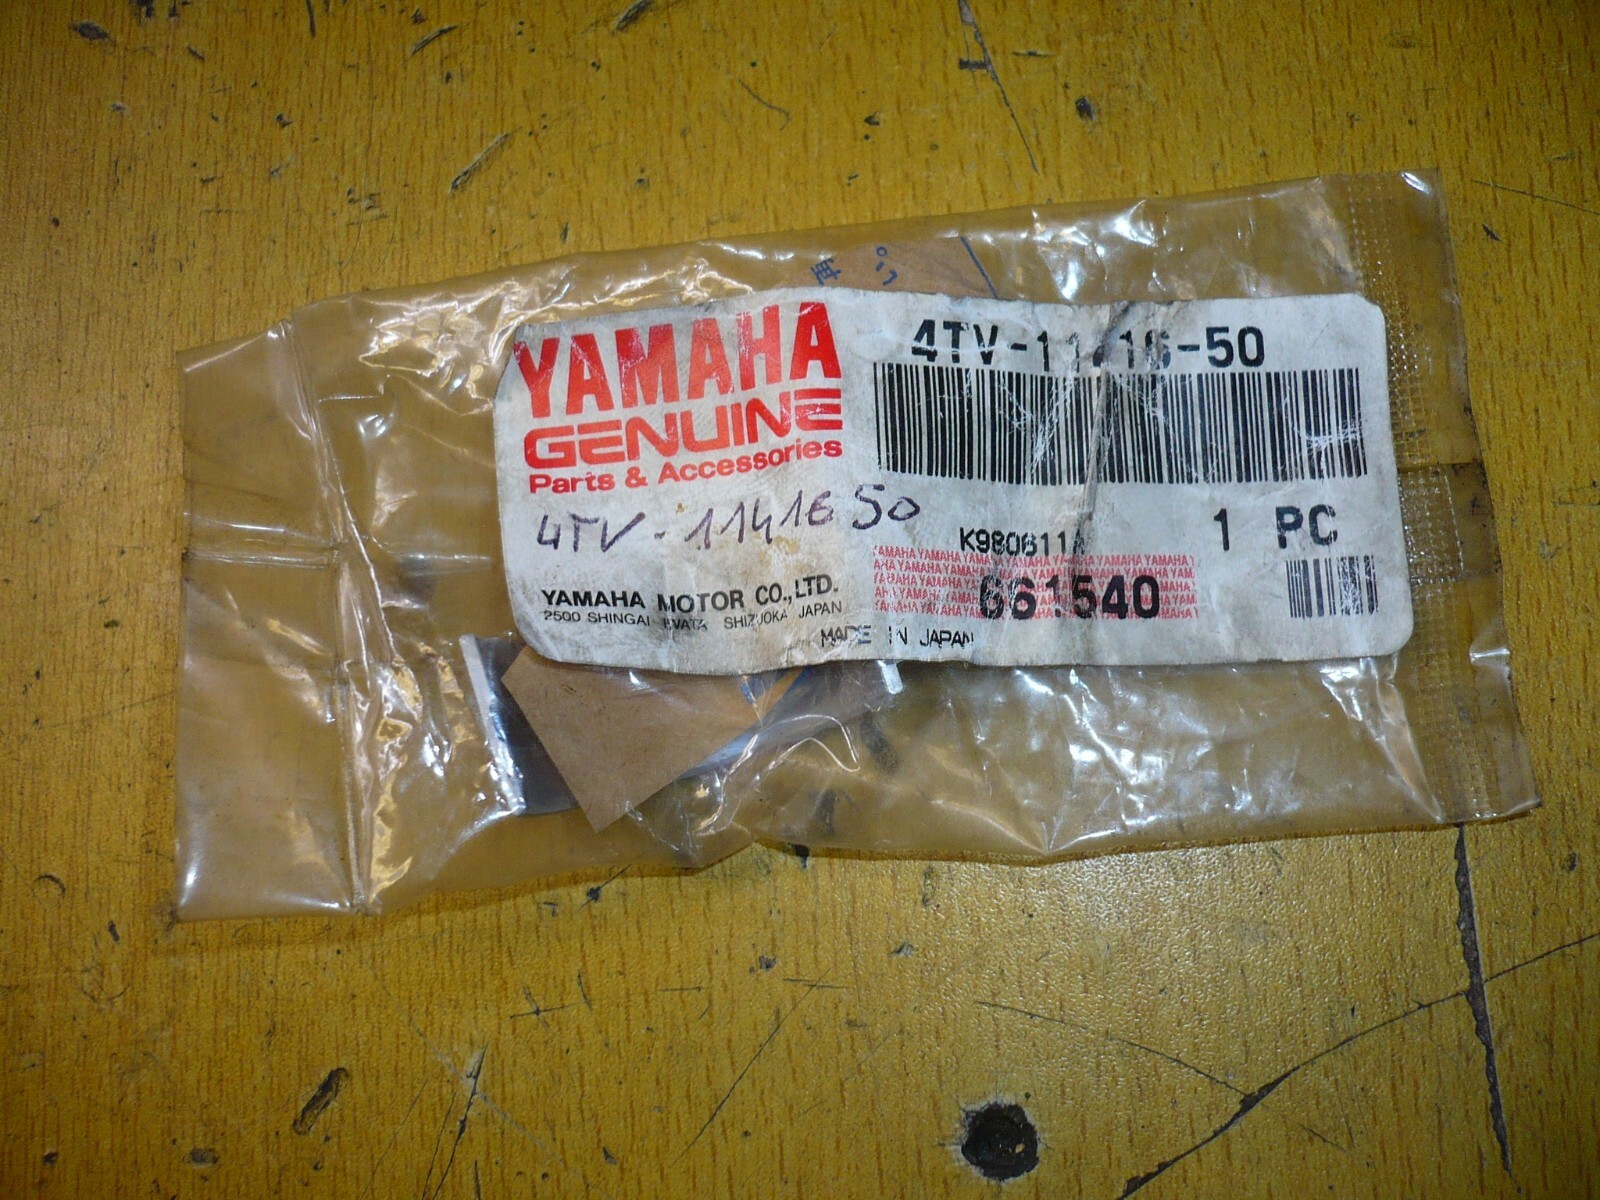 YAMAHA
GENUINE
Parts & Accessories
4TV-11416-50
4TV-1141650
K980611
1 PC
661540
YAMAHA MOTOR CO., LTD.
2500 SHINGAI IWATA SHIZUOKA JAPAN
MADE IN JAPAN